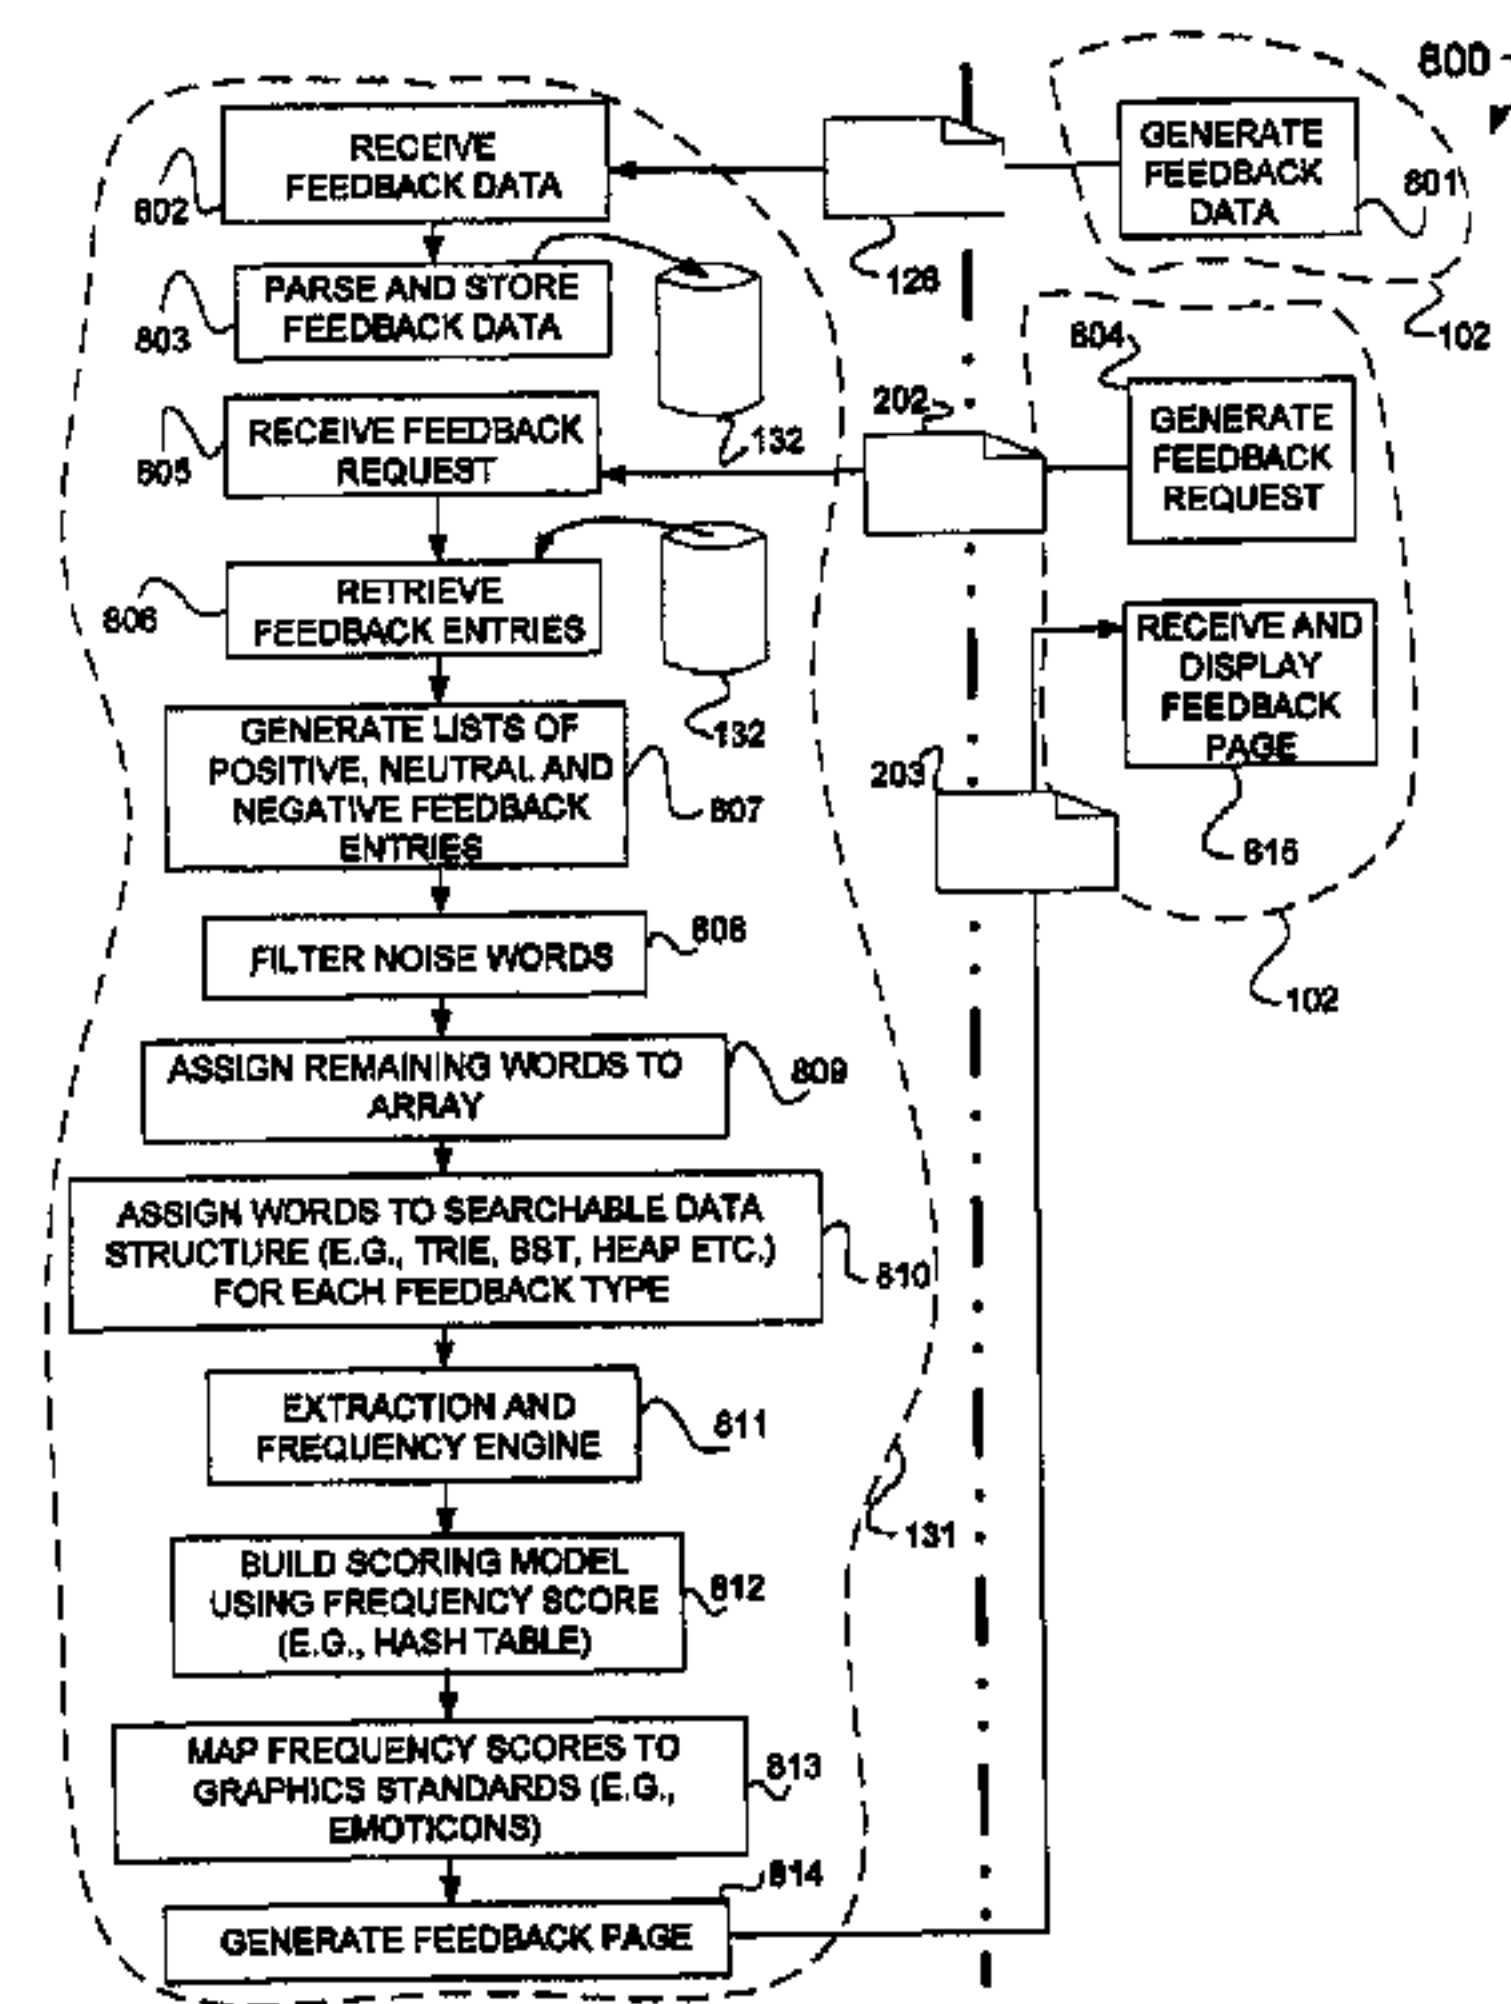 800
RECEIVE
FEEDBACK DATA
802
GENERATE
FEEDBACK
DATA
801
128
102
PARSE AND STORE
FEEDBACK DATA
803
132
804
202
RECEIVE FEEDBACK
REQUEST
805
GENERATE
FEEDBACK
REQUEST
RETRIEVE
FEEDBACK ENTRIES
806
132
RECEIVE AND
DISPLAY
FEEDBACK
PAGE
815
203
102
GENERATE LISTS OF
POSITIVE, NEUTRAL AND
NEGATIVE FEEDBACK
ENTRIES
807
FILTER NOISE WORDS
808
ASSIGN REMAINING WORDS TO
ARRAY
809
ASSIGN WORDS TO SEARCHABLE DATA
STRUCTURE (E.G., TRIE, BST, HEAP ETC.)
FOR EACH FEEDBACK TYPE
810
EXTRACTION AND
FREQUENCY ENGINE
811
131
BUILD SCORING MODEL
USING FREQUENCY SCORE
(E.G., HASH TABLE)
812
MAP FREQUENCY SCORES TO
GRAPHICS STANDARDS (E.G.,
EMOTICONS)
813
814
GENERATE FEEDBACK PAGE